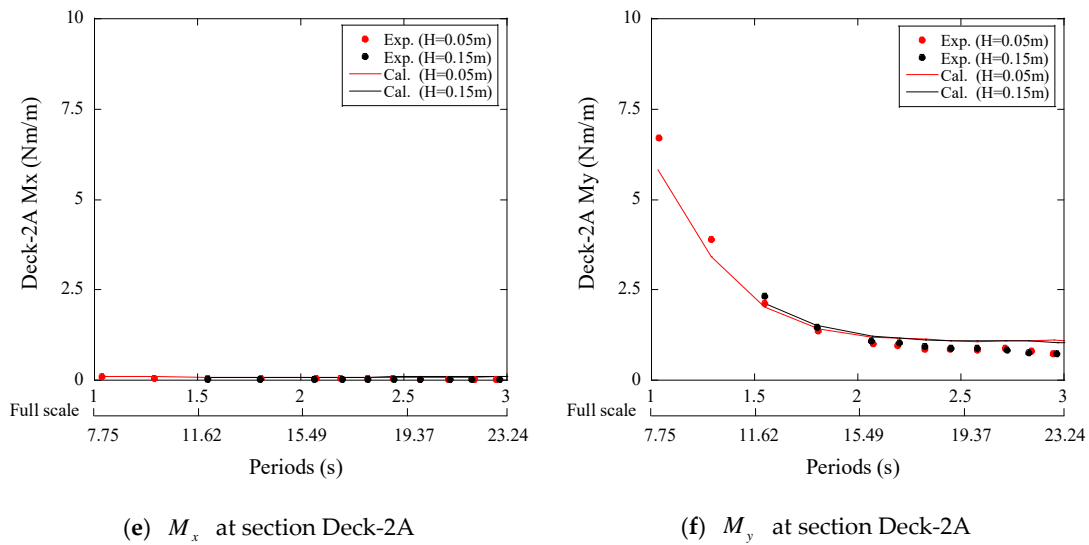 10
7.5
5
2.5
0
Deck-2A Mx (Nm/m)
Exp. (H=0.05m)
Exp. (H=0.15m)
Cal. (H=0.05m)
Cal. (H=0.15m)
1 1.5 2 2.5 3
Full scale
7.75 11.62 15.49 19.37 23.24
Periods (s)
(e) M_x at section Deck-2A
10
7.5
5
2.5
0
Deck-2A My (Nm/m)
Exp. (H=0.05m)
Exp. (H=0.15m)
Cal. (H=0.05m)
Cal. (H=0.15m)
1 1.5 2 2.5 3
Full scale
7.75 11.62 15.49 19.37 23.24
Periods (s)
(f) M_y at section Deck-2A